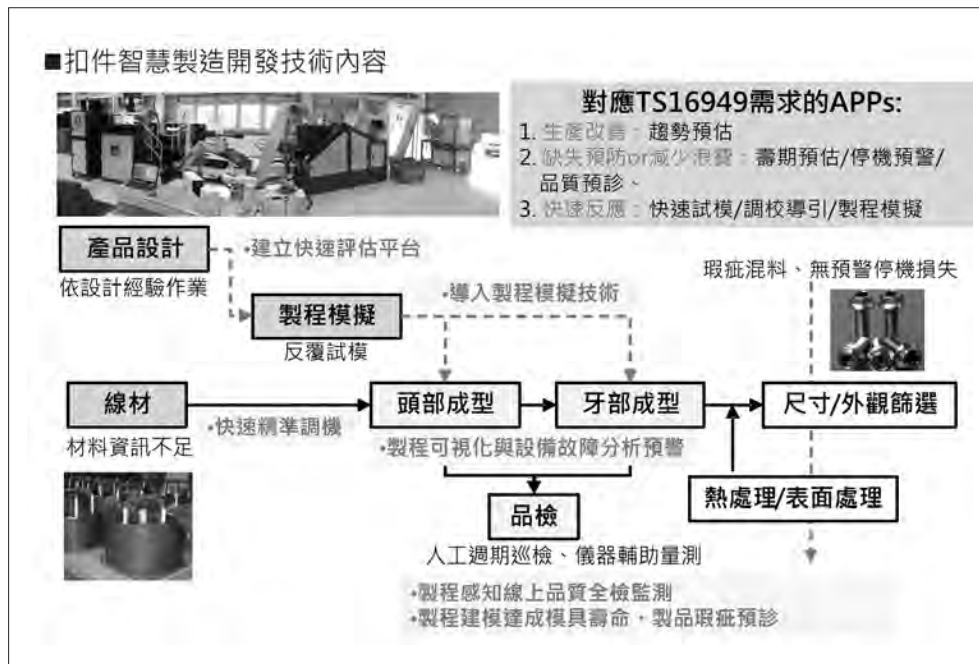 ■扣件智慧製造開發技術內容
對應TS16949需求的APPs:
1. 生產改善：趨勢預估
2. 缺失預防or減少浪費：壽期預估/停機預警/
品質預診、
3. 快速反應：快速試模/調校導引/製程模擬
產品設計
•建立快速評估平台
依設計經驗作業
瑕疵混料、無預警停機損失
•導入製程模擬技術
製程模擬
反覆試模
線材
頭部成型
牙部成型
尺寸/外觀篩選
•快速精準調機
材料資訊不足
•製程可視化與設備故障分析預警
熱處理/表面處理
品檢
人工週期巡檢、儀器輔助量測
•製程感知線上品質全檢監測
•製程建模達成模具壽命，製品瑕疵預診